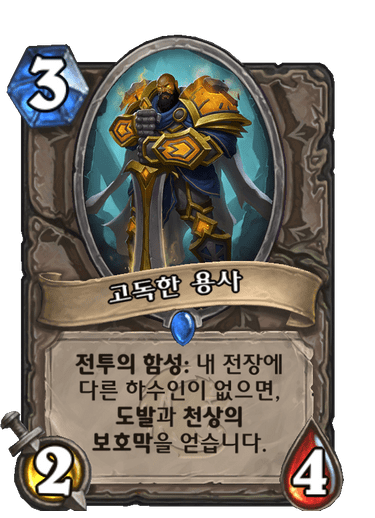 3
고독한 용사
전투의 함성: 내 전장에
다른 하수인이 없으면,
도발과 천상의
보호막을 얻습니다.
2
4